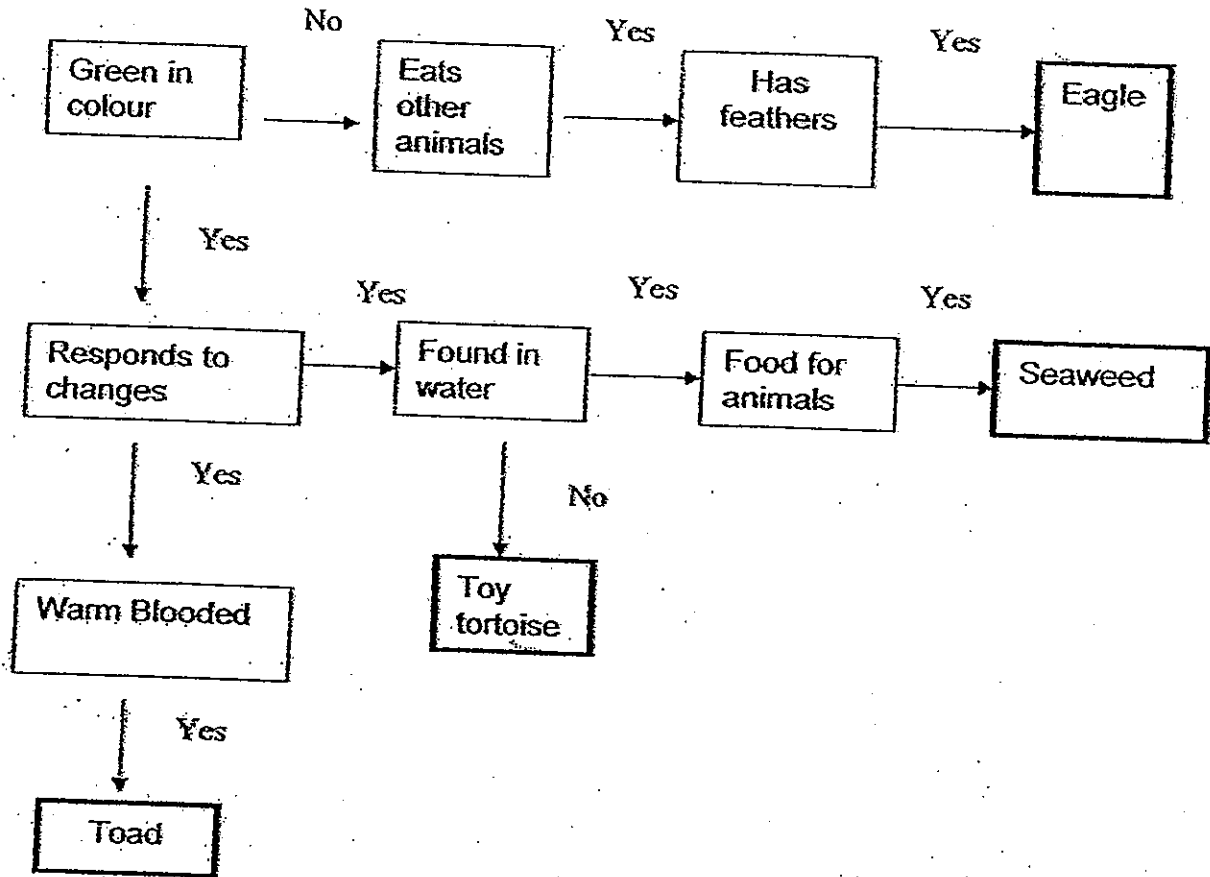 No
Yes
Yes
Green in
colour
Eats
other
animals
Has
feathers
Eagle
Yes
Yes
Yes
Yes
Responds to
changes
Found in
water
Food for
animals
Seaweed
Yes
No
Warm Blooded
Toy
tortoise
Yes
Toad